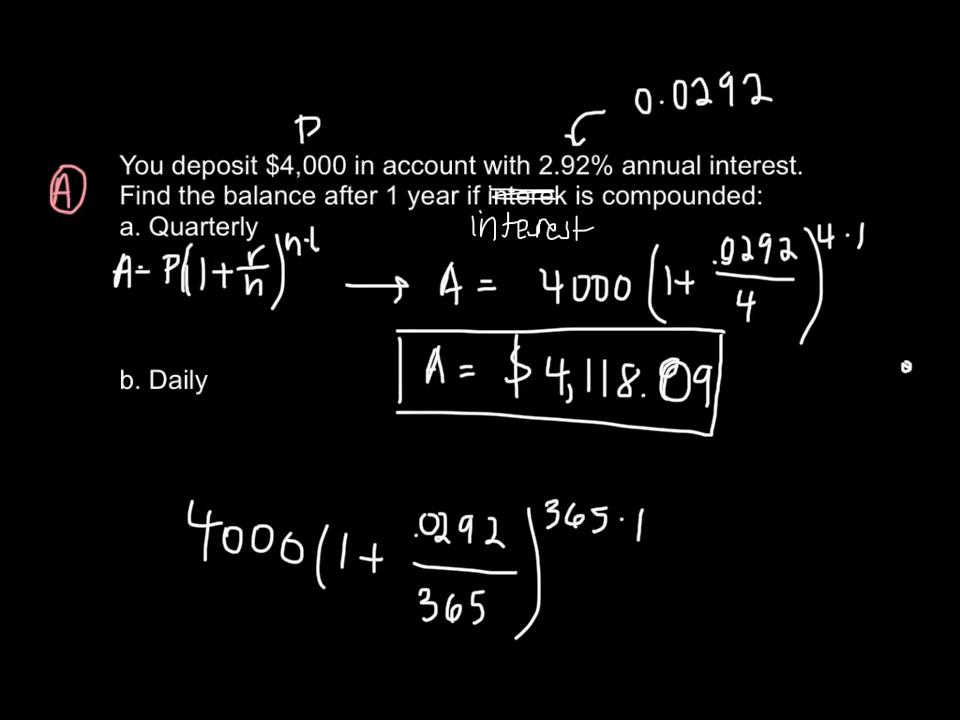 0.0292
P
A You deposit $4,000 in account with 2.92% annual interest.
Find the balance after 1 year if interek is compounded:
a. Quarterly interest
A = P(1 + r/n)^n·t → A = 4000 (1 + .0292/4)^4·1
A = $4,118.09
b. Daily
4000 (1 + .0292/365)^365·1